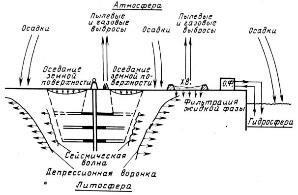 Атмосфера
Осадки
Пылевые
и газовые
выбросы
Осадки
Пылевые
и газовые
выбросы
Осадки
Оседание
земной
поверхности
Оседание
земной по-
верхности
хв.
О.Ф.
Фильтрация
жидкой фазы
Гидросфера
Сейсмическая
волна
Депрессионная воронка
Литосфера